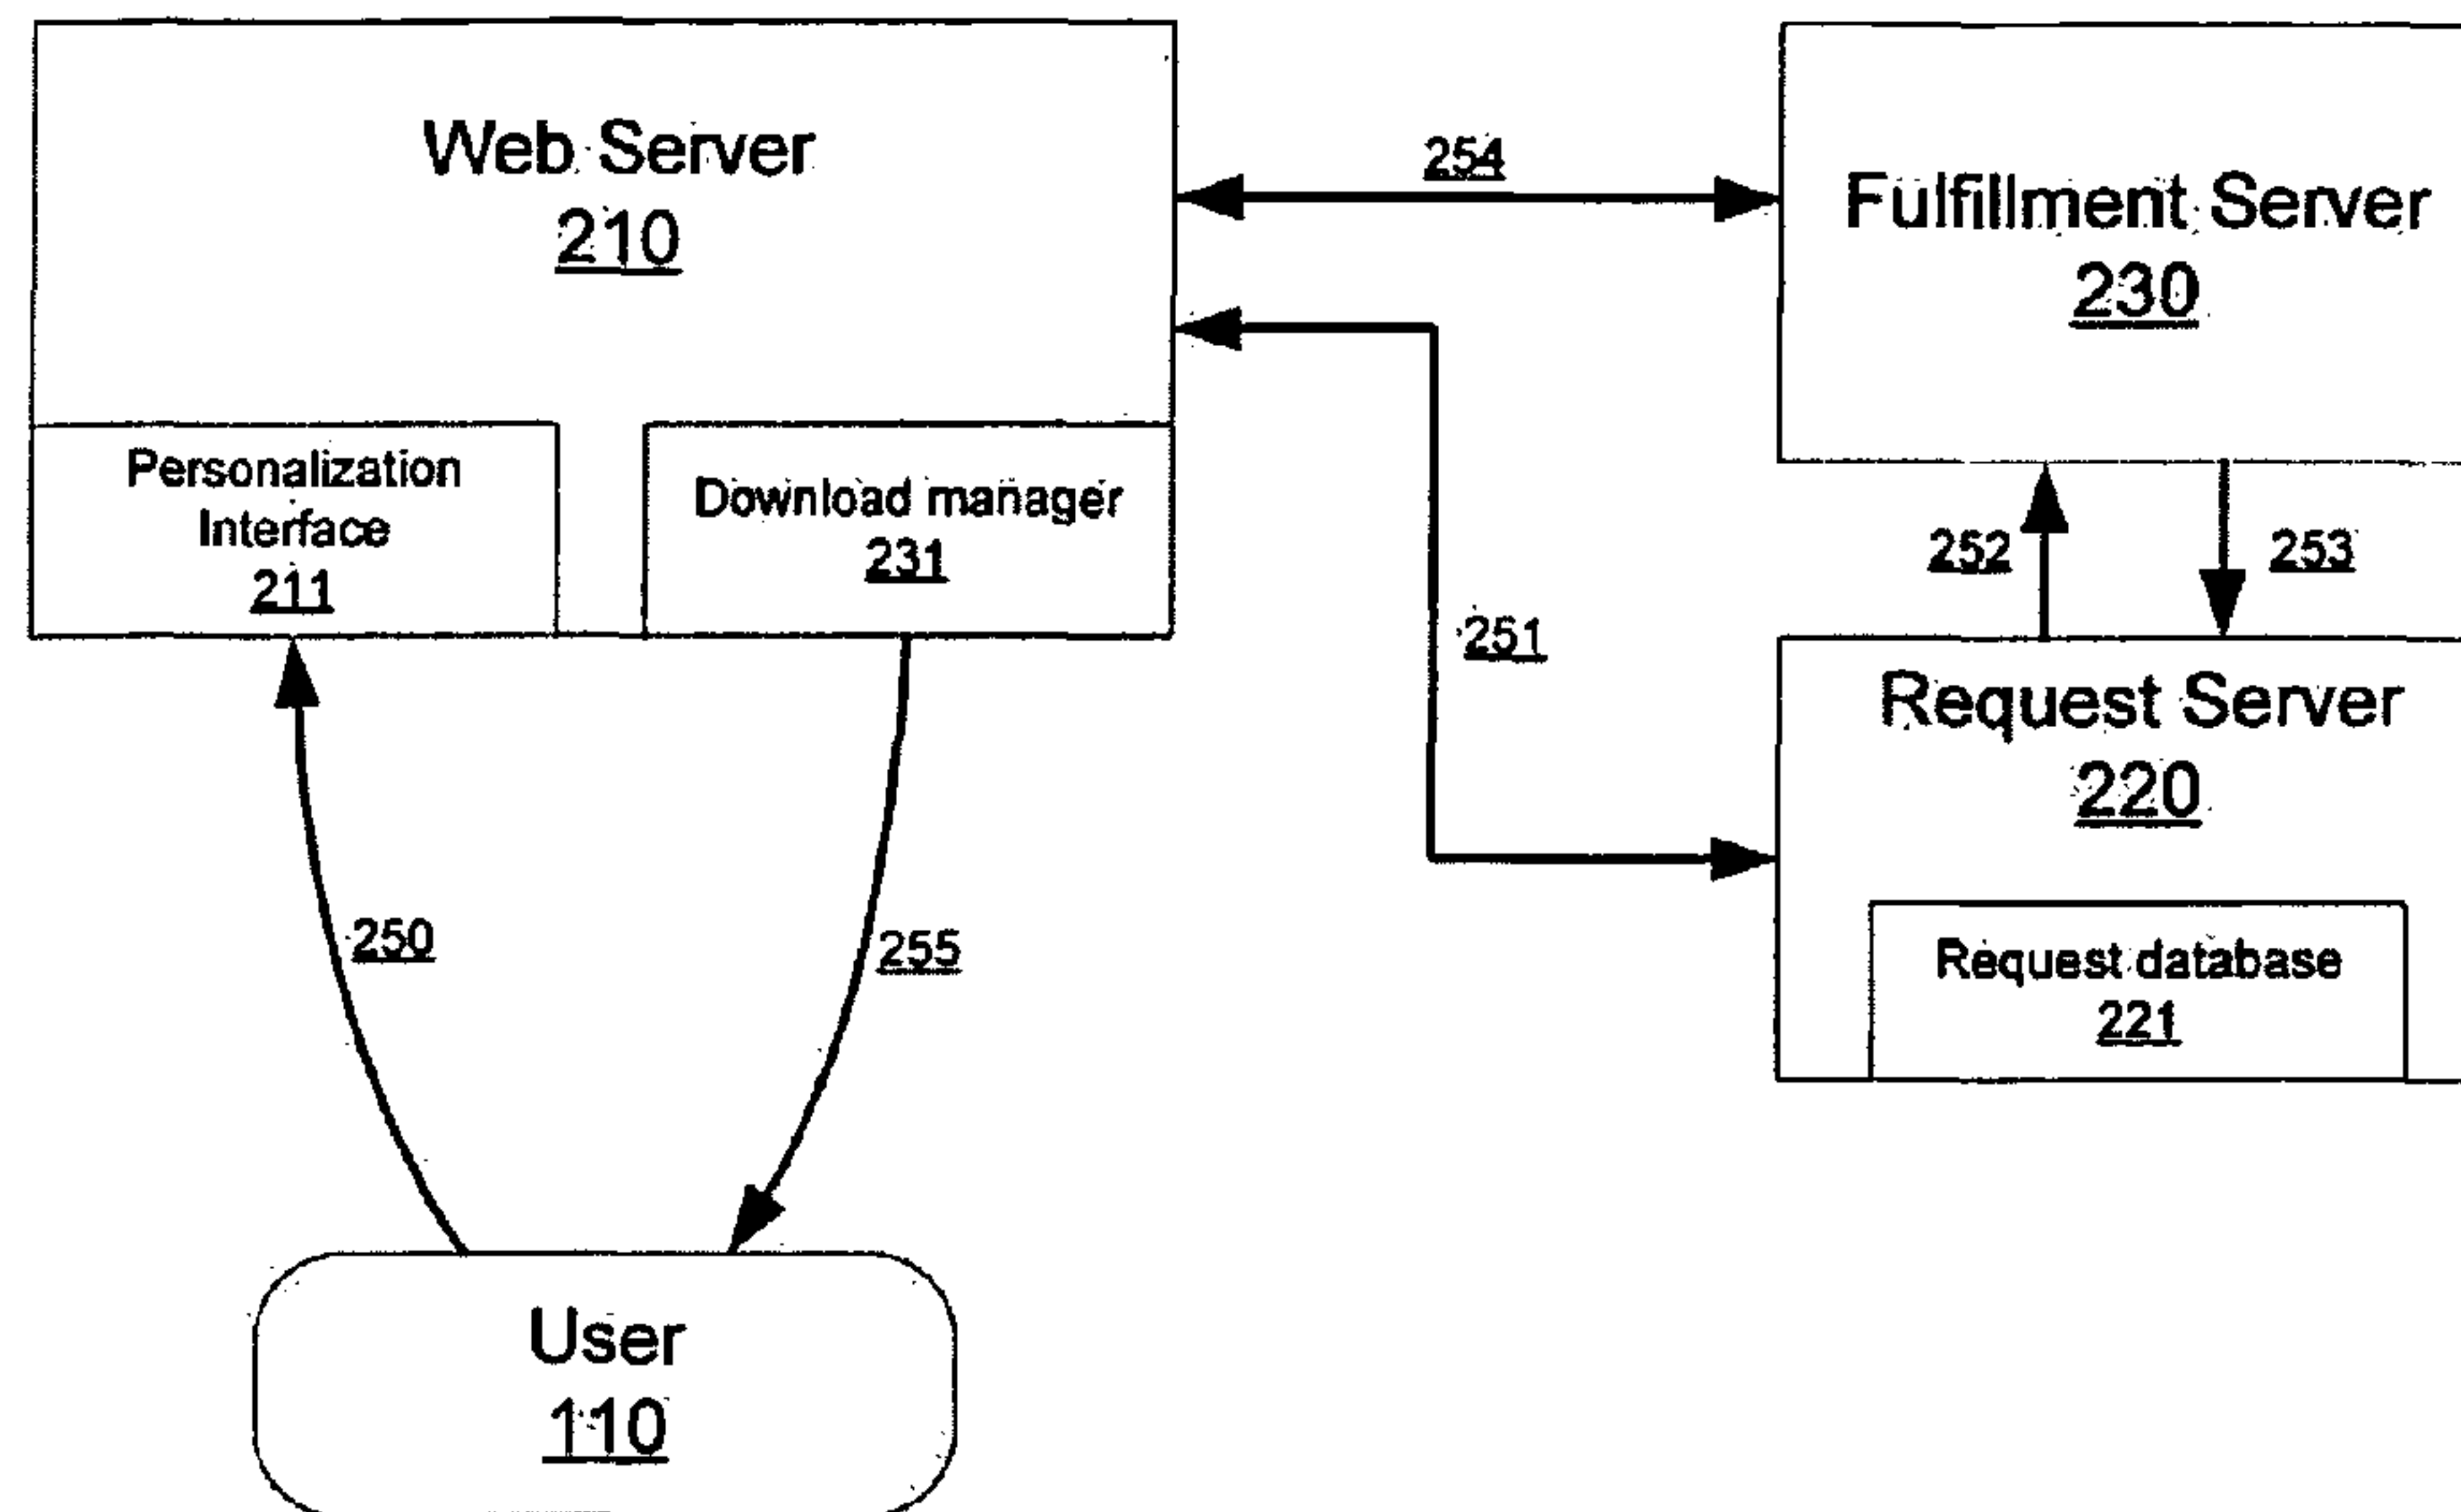 Web Server
210
Personalization
Interface
211
Download manager
231
254
Fulfillment Server
230
252
253
251
Request Server
220
Request database
221
250
255
User
110